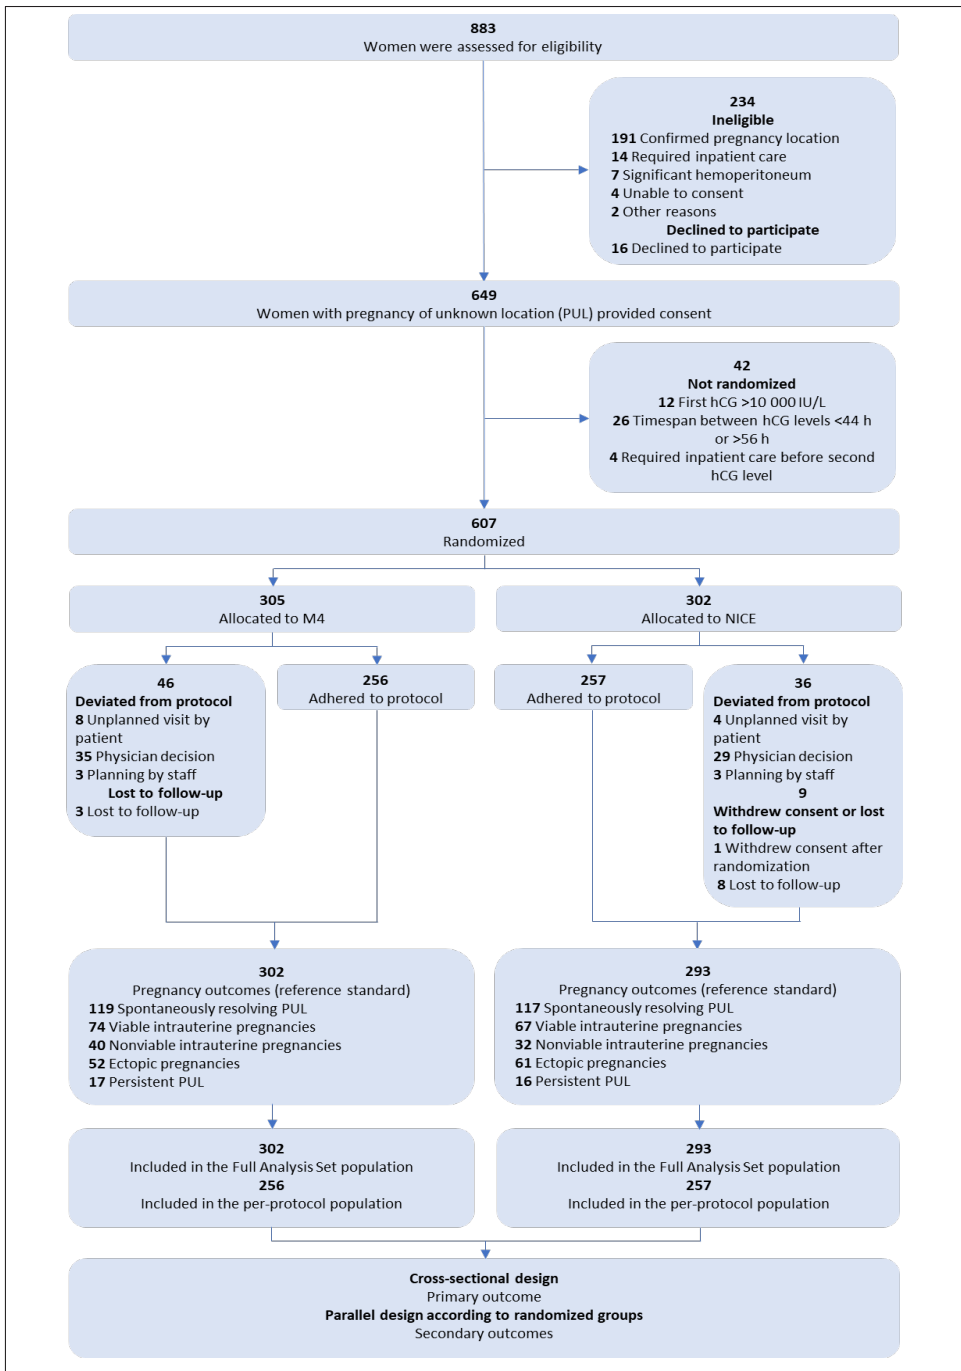 883
Women were assessed for eligibility
234
Ineligible
191 Confirmed pregnancy location
14 Required inpatient care
7 Significant hemoperitoneum
4 Unable to consent
2 Other reasons
Declined to participate
16 Declined to participate
649
Women with pregnancy of unknown location (PUL) provided consent
42
Not randomized
12 First hCG >10 000 IU/L
26 Timespan between hCG levels <44 h
or >56 h
4 Required inpatient care before second
hCG level
607
Randomized
305
Allocated to M4
302
Allocated to NICE
46
Deviated from protocol
8 Unplanned visit by
patient
35 Physician decision
3 Planning by staff
Lost to follow-up
3 Lost to follow-up
256
Adhered to protocol
257
Adhered to protocol
36
Deviated from protocol
4 Unplanned visit by
patient
29 Physician decision
3 Planning by staff
9
Withdrew consent or lost
to follow-up
1 Withdrew consent after
randomization
8 Lost to follow-up
302
Pregnancy outcomes (reference standard)
119 Spontaneously resolving PUL
74 Viable intrauterine pregnancies
40 Nonviable intrauterine pregnancies
52 Ectopic pregnancies
17 Persistent PUL
293
Pregnancy outcomes (reference standard)
117 Spontaneously resolving PUL
67 Viable intrauterine pregnancies
32 Nonviable intrauterine pregnancies
61 Ectopic pregnancies
16 Persistent PUL
302
Included in the Full Analysis Set population
256
Included in the per-protocol population
293
Included in the Full Analysis Set population
257
Included in the per-protocol population
Cross-sectional design
Primary outcome
Parallel design according to randomized groups
Secondary outcomes